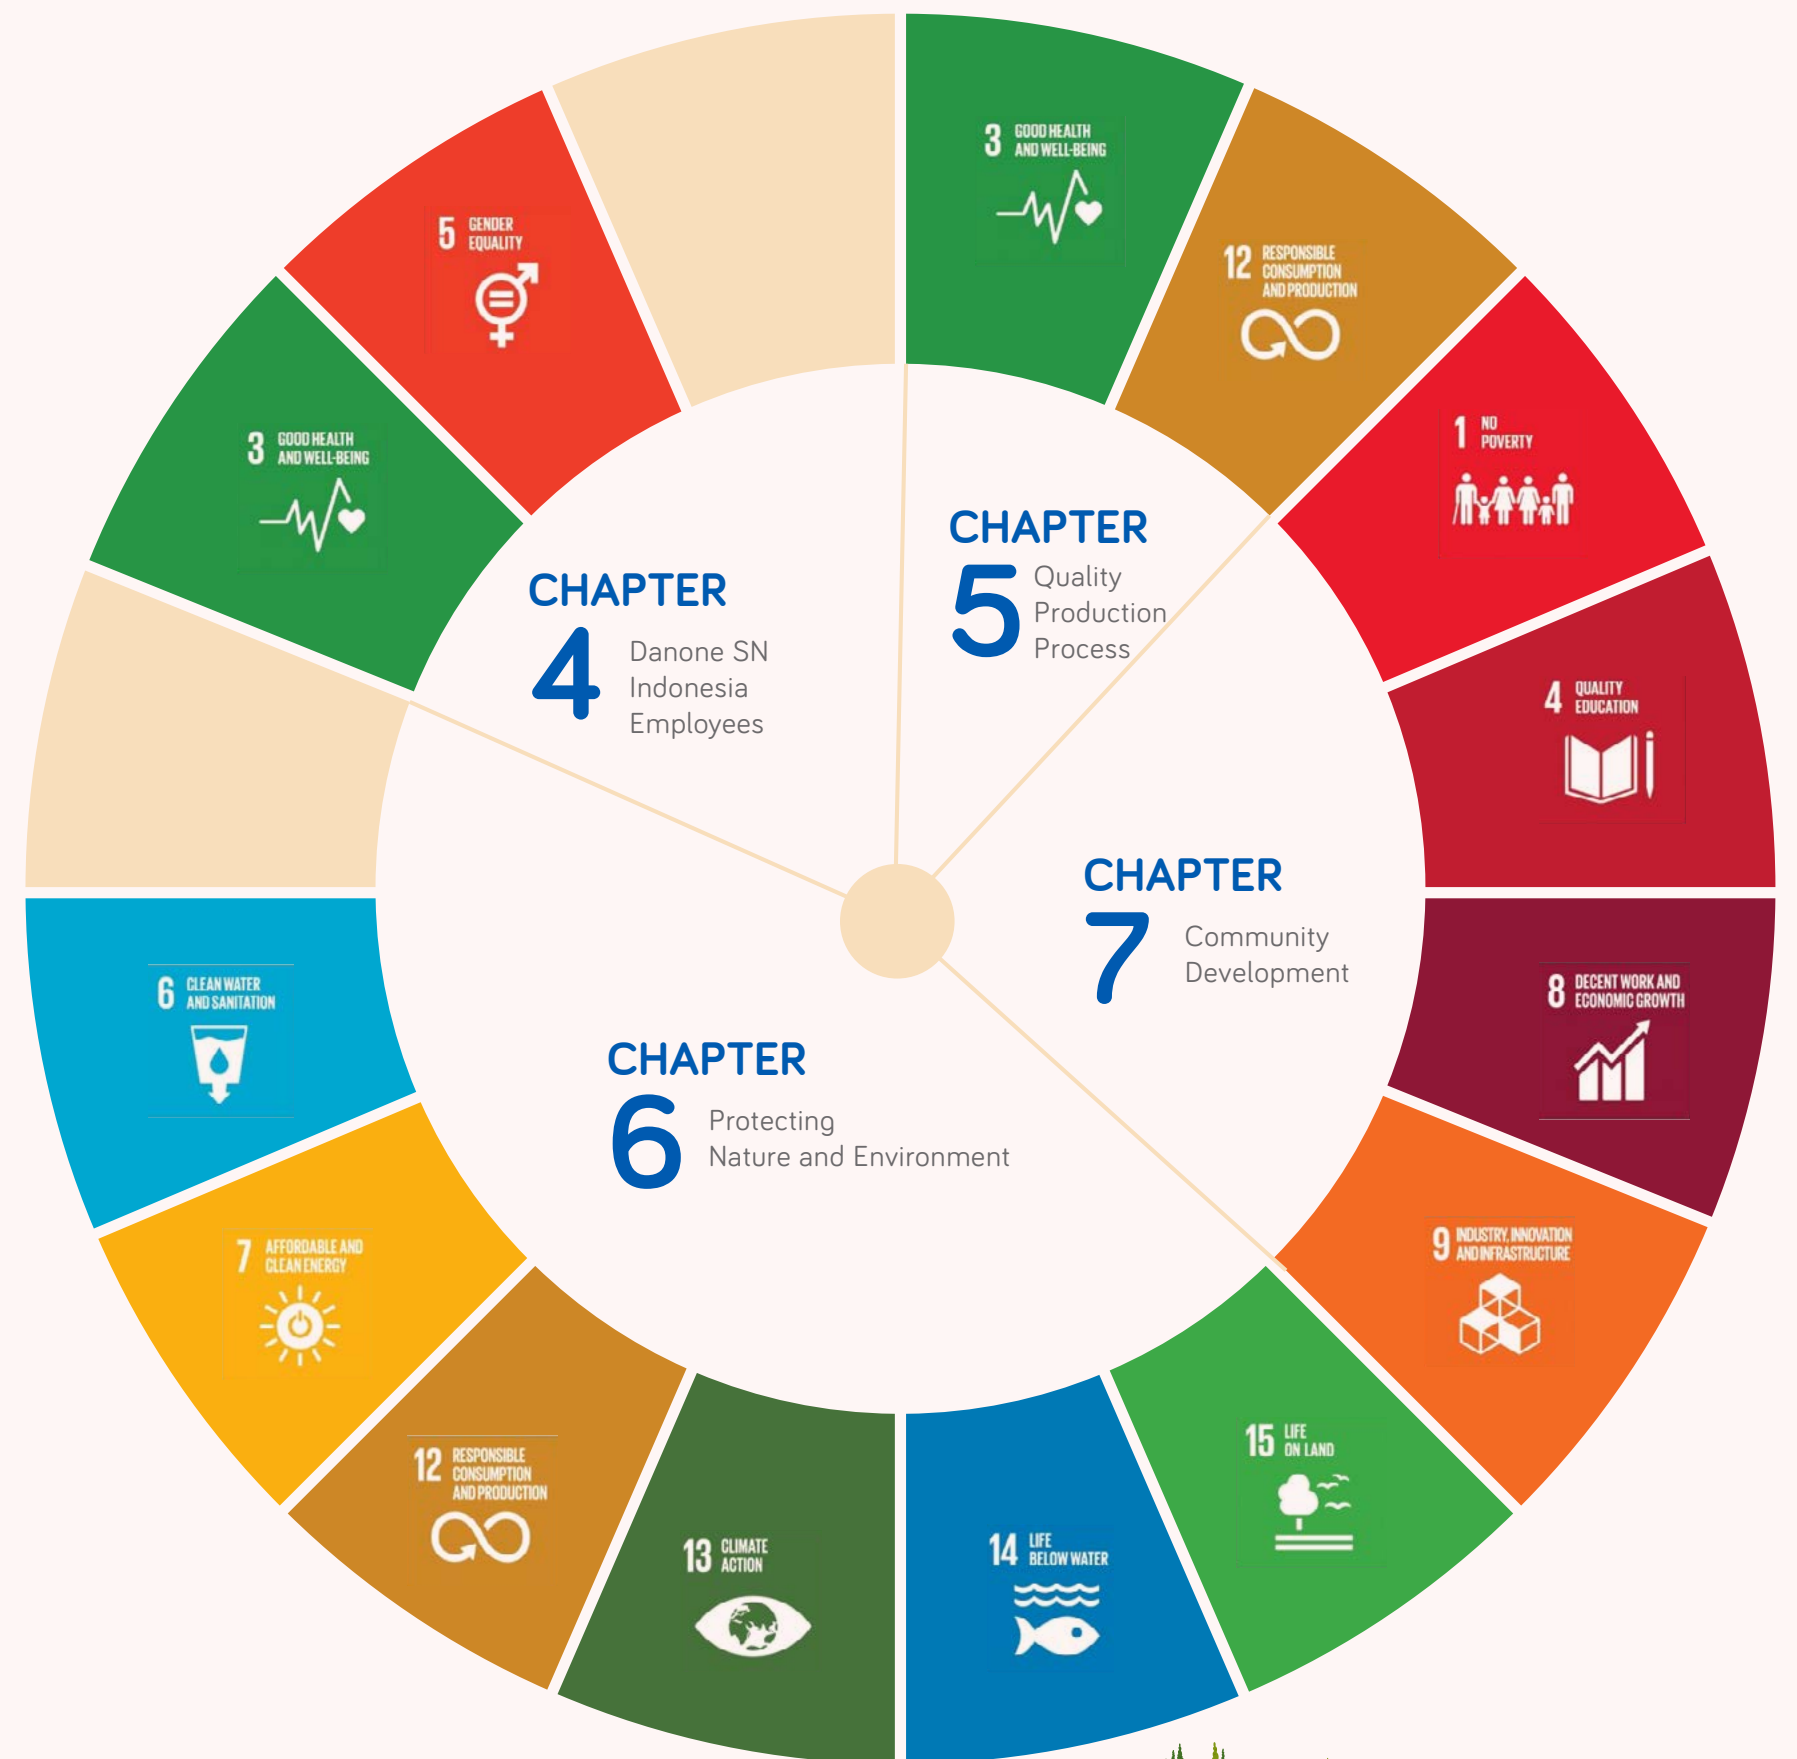 3 GOOD HEALTH
AND WELL-BEING
12 RESPONSIBLE
CONSUMPTION
AND PRODUCTION
1 NO
POVERTY
4 QUALITY
EDUCATION
8 DECENT WORK AND
ECONOMIC GROWTH
9 INDUSTRY, INNOVATION
AND INFRASTRUCTURE
15 LIFE
ON LAND
14 LIFE
BELOW WATER
13 CLIMATE
ACTION
12 RESPONSIBLE
CONSUMPTION
AND PRODUCTION
7 AFFORDABLE AND
CLEAN ENERGY
6 CLEAN WATER
AND SANITATION
3 GOOD HEALTH
AND WELL-BEING
5 GENDER
EQUALITY
CHAPTER
4
Danone SN
Indonesia
Employees
CHAPTER
5
Quality
Production
Process
CHAPTER
6
Protecting
Nature and Environment
CHAPTER
7
Community
Development